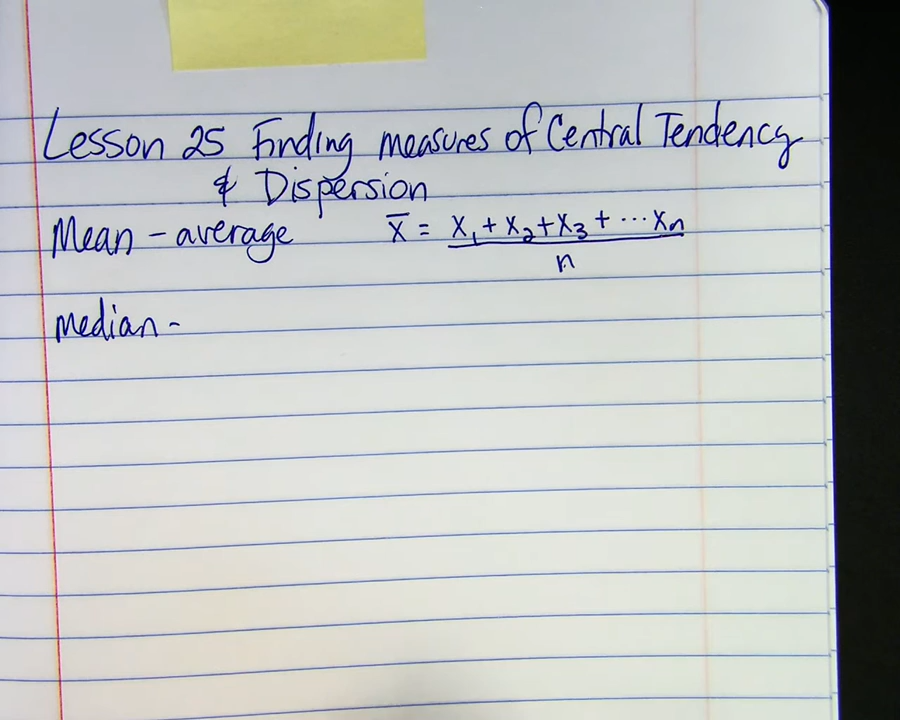 Lesson 25 Finding measures of Central Tendency
& Dispersion
Mean - average x̄ = x₁ + x₂ + x₃ + ··· xₙ
n
median -